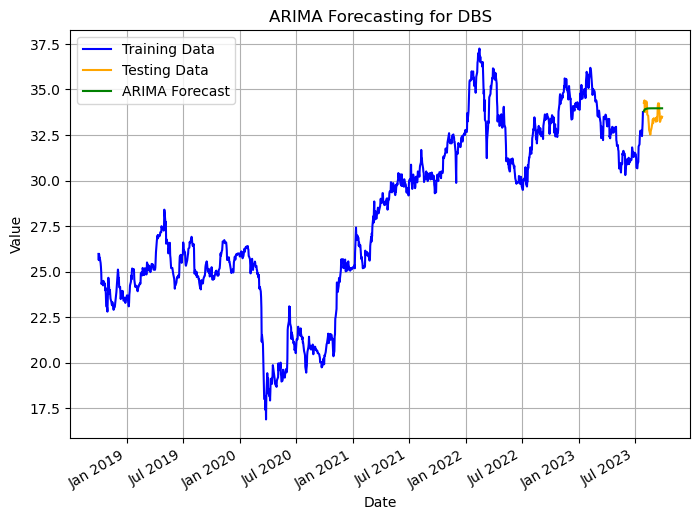 ARIMA Forecasting for DBS
Training Data
Testing Data
ARIMA Forecast
Value
37.5
35.0
32.5
30.0
27.5
25.0
22.5
20.0
17.5
Jan 2019
Jul 2019
Jan 2020
Jul 2020
Jan 2021
Jul 2021
Jan 2022
Jul 2022
Jan 2023
Jul 2023
Date